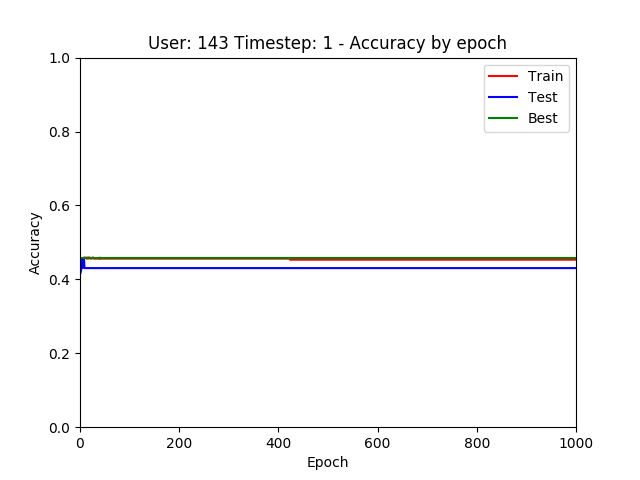 User: 143 Timestep: 1 - Accuracy by epoch
1.0
0.8
0.6
0.4
0.2
0.0
Accuracy
Train
Test
Best
0 200 400 600 800 1000
Epoch